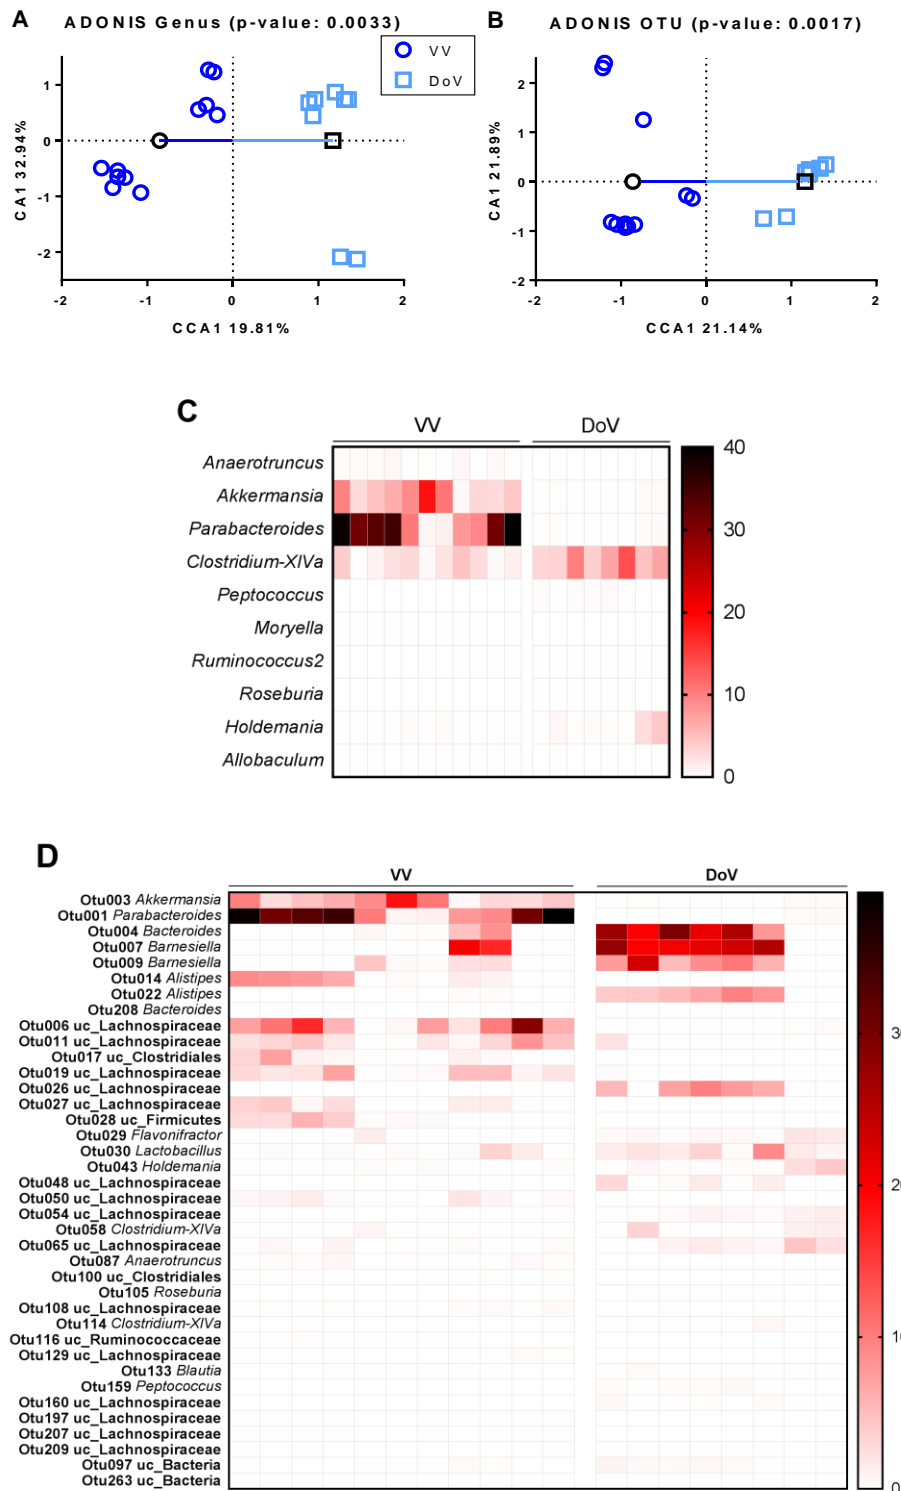 A
ADONIS Genus (p-value: 0.0033)
VV
DoV
1
0
-1
-2
CA1 32.94%
-2
-1
0
1
2
CCA1 19.81%
B
ADONIS OTU (p-value: 0.0017)
2
1
0
-1
-2
CA1 21.89%
-2
-1
0
1
2
CCA1 21.14%
C
VV
DoV
Anaerotruncus
Akkermansia
Parabacteroides
Clostridium-XIVa
Peptococcus
Moryella
Ruminococcus2
Roseburia
Holdemania
Allobaculum
40
30
20
10
0
D
VV
DoV
Otu003 Akkermansia
Otu001 Parabacteroides
Otu004 Bacteroides
Otu007 Barnesiella
Otu009 Barnesiella
Otu014 Alistipes
Otu022 Alistipes
Otu208 Bacteroides
Otu006 uc_Lachnospiraceae
Otu011 uc_Lachnospiraceae
Otu017 uc_Clostridiales
Otu019 uc_Lachnospiraceae
Otu026 uc_Lachnospiraceae
Otu027 uc_Lachnospiraceae
Otu028 uc_Firmicutes
Otu029 Flavonifractor
Otu030 Lactobacillus
Otu043 Holdemania
Otu048 uc_Lachnospiraceae
Otu050 uc_Lachnospiraceae
Otu054 uc_Lachnospiraceae
Otu058 Clostridium-XIVa
Otu065 uc_Lachnospiraceae
Otu087 Anaerotruncus
Otu100 uc_Clostridiales
Otu105 Roseburia
Otu108 uc_Lachnospiraceae
Otu114 Clostridium-XIVa
Otu116 uc_Ruminococcaceae
Otu129 uc_Lachnospiraceae
Otu133 Blautia
Otu159 Peptococcus
Otu160 uc_Lachnospiraceae
Otu197 uc_Lachnospiraceae
Otu207 uc_Lachnospiraceae
Otu209 uc_Lachnospiraceae
Otu097 uc_Bacteria
Otu263 uc_Bacteria